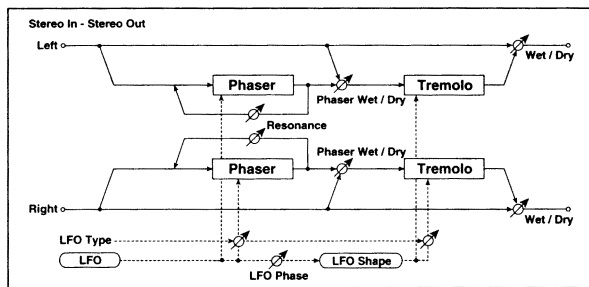 Stereo In - Stereo Out
Left
Wet / Dry
Phaser
Tremolo
Phaser Wet / Dry
Resonance
Phaser Wet / Dry
Phaser
Tremolo
Right
Wet / Dry
LFO Type
LFO
LFO Shape
LFO Phase